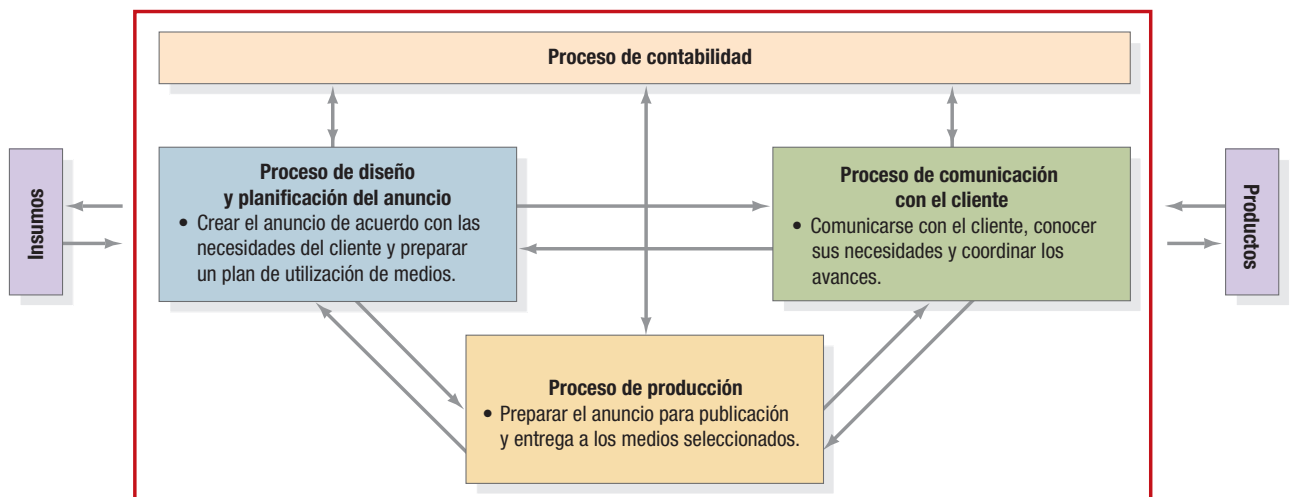 Proceso de contabilidad
Insumos
Proceso de diseño
y planificación del anuncio
• Crear el anuncio de acuerdo con las
necesidades del cliente y preparar
un plan de utilización de medios.
Proceso de comunicación
con el cliente
• Comunicarse con el cliente, conocer
sus necesidades y coordinar los
avances.
Productos
Proceso de producción
• Preparar el anuncio para publicación
y entrega a los medios seleccionados.